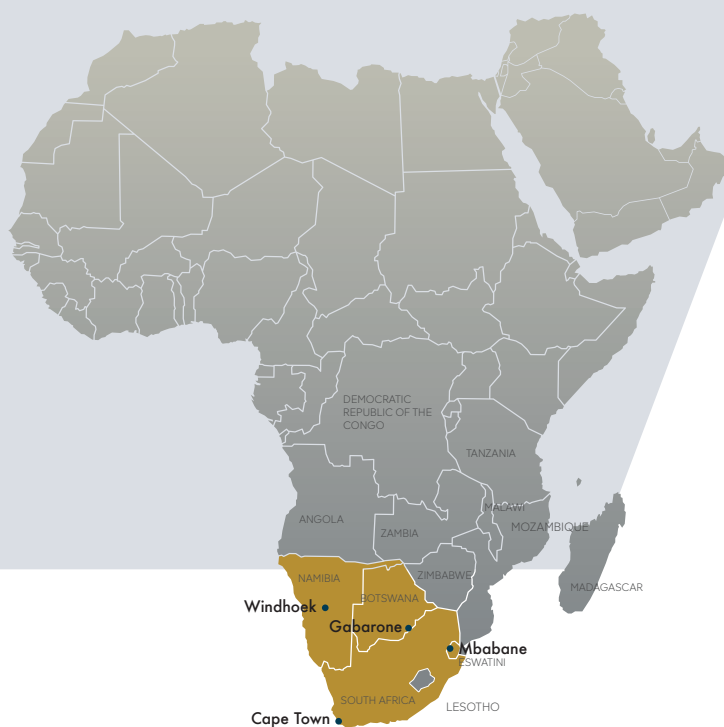 DEMOCRATIC
REPUBLIC OF THE
CONGO
TANZANIA
MALAWI
ANGOLA
MOZAMBIQUE
ZAMBIA
NAMIBIA
ZIMBABWE
MADAGASCAR
BOTSWANA
Windhoek
Gabarone
Mbabane
ESWATINI
SOUTH AFRICA
LESOTHO
Cape Town